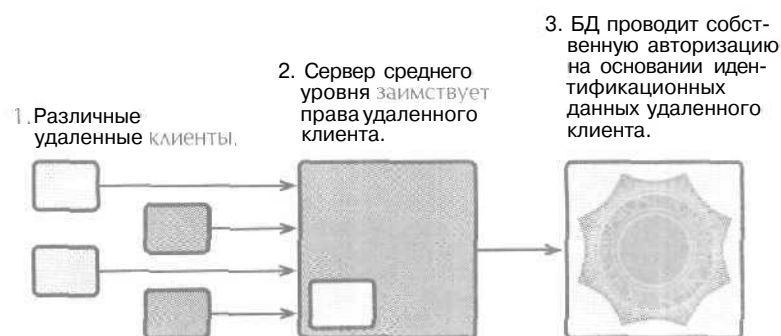 1. Различные
удаленные клиенты.
2. Сервер среднего
уровня заимствует
права удаленного
клиента.
3. БД проводит собст-
венную авторизацию
на основании иден-
тификационных
данных удаленного
клиента.